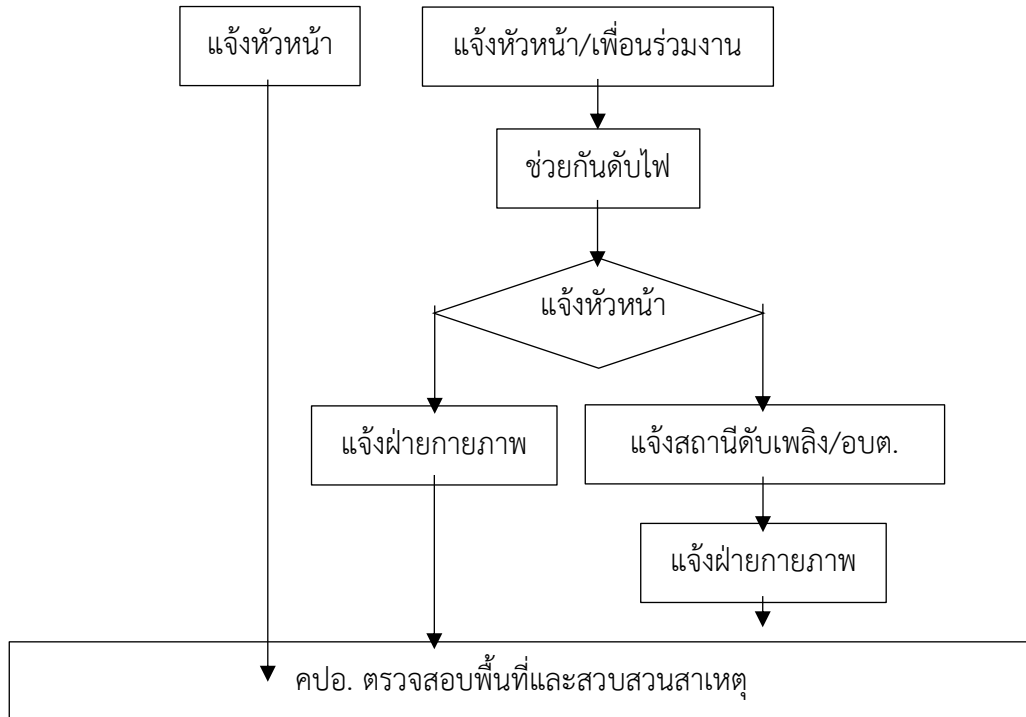 แจ้งหัวหน้า
แจ้งหัวหน้า/เพื่อนร่วมงาน
ช่วยกันดับไฟ
แจ้งหัวหน้า
แจ้งฝ่ายกายภาพ
แจ้งสถานีดับเพลิง/อบต.
แจ้งฝ่ายกายภาพ
คปอ. ตรวจสอบพื้นที่และสวบสวนสาเหตุ